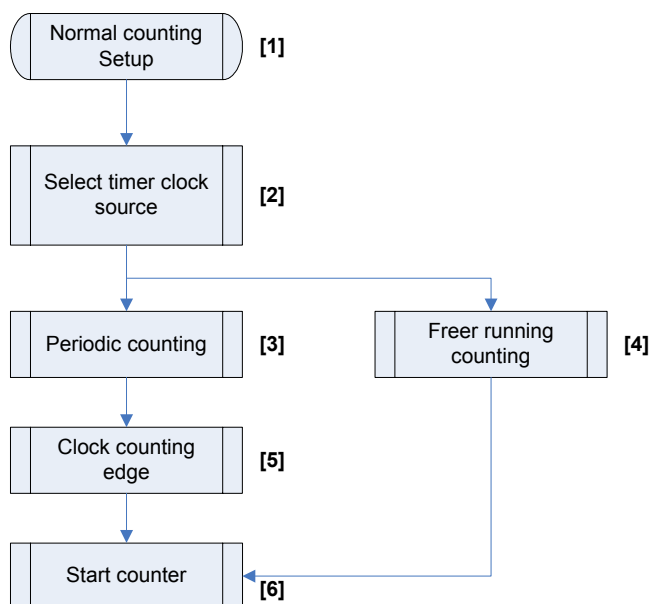 Normal counting
Setup
[1]
Select timer clock
source
[2]
Periodic counting
[3]
Freer running
counting
[4]
Clock counting
edge
[5]
Start counter
[6]